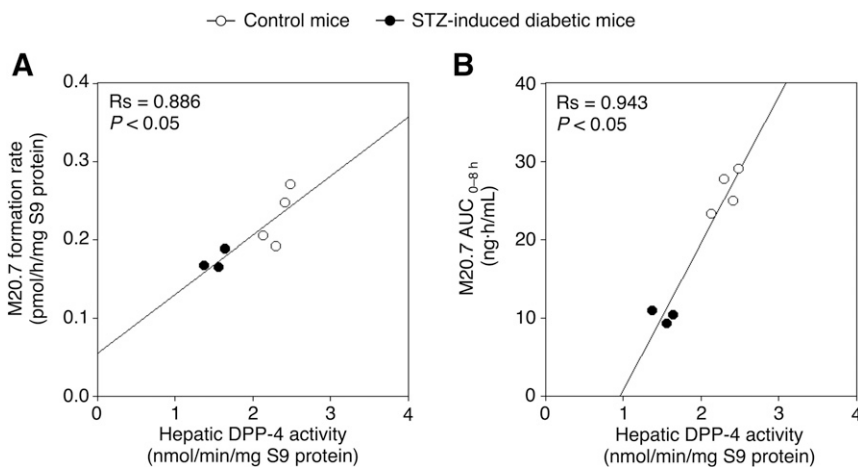 Control mice STZ-induced diabetic mice
A
Rs = 0.886
P < 0.05
M20.7 formation rate
(pmol/h/mg S9 protein)
0.4
0.3
0.2
0.1
0.0
0 1 2 3 4
Hepatic DPP-4 activity
(nmol/min/mg S9 protein)
B
Rs = 0.943
P < 0.05
M20.7 AUC 0–8 h
(ng·h/mL)
40
30
20
10
0
0 1 2 3 4
Hepatic DPP-4 activity
(nmol/min/mg S9 protein)